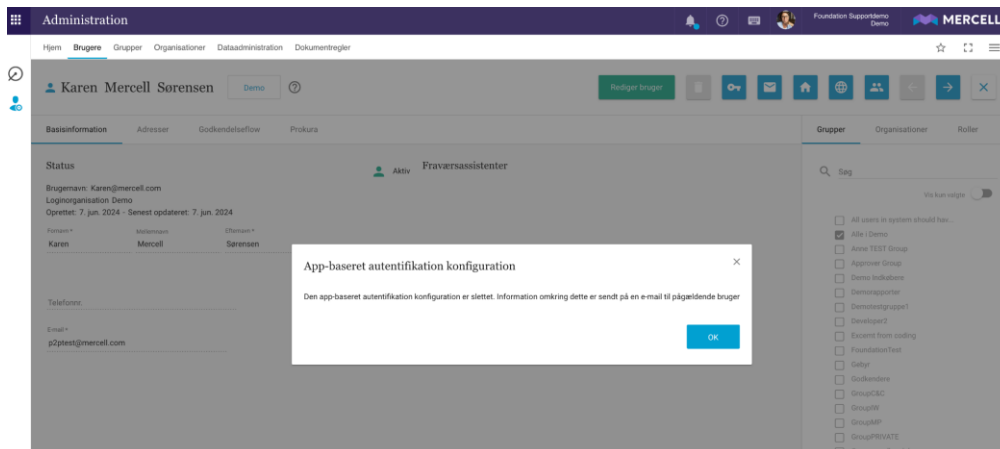 Administration
Foundation Supportdemo
Demo
MERCELL
Hjem Brugere Grupper Organisationer Dataadministration Dokumentregler
Karen Mercell Sørensen
Demo
Rediger bruger
Basisinformation Adresser Godkendelseflow Prokura
Grupper Organisationer Roller
Status
Aktiv
Fraværsassistenter
Brugernavn: Karen@mercell.com
Loginorganisation Demo
Oprettet: 7. jun. 2024 - Senest opdateret: 7. jun. 2024
Fornavn* Mellemnavn Efternavn*
Karen Mercell Sørensen
Telefonnr.
Email*
p2ptest@mercell.com
App-baseret autentifikation konfiguration
Den app-baseret autentifikation konfiguration er slettet. Information omkring dette er sendt på en e-mail til pågældende bruger
OK
Søg
Vis kun valgte
All users in system should hav...
Alle i Demo
Anne TEST Group
Approver Group
Demo Indkøbere
Demorapporter
Demotestgruppe1
Developer2
Excemt from coding
FoundationTest
Gebyr
Godkendere
GroupC&C
GroupMP
GroupPRIVATE